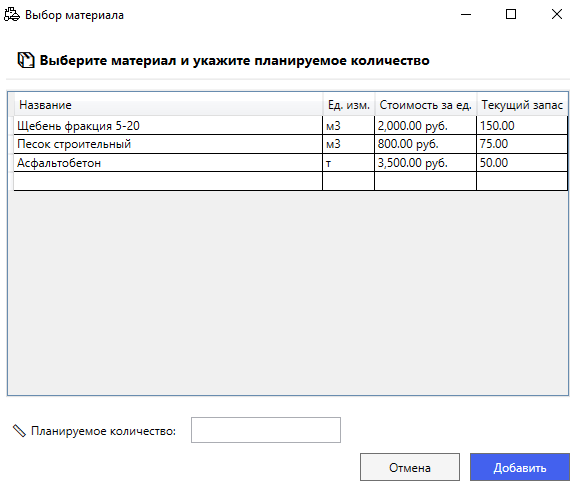 Выбор материала
Выберите материал и укажите планируемое количество
Название Ед. изм. Стоимость за ед. Текущий запас
Щебень фракция 5-20 м3 2,000.00 руб. 150.00
Песок строительный м3 800.00 руб. 75.00
Асфальтобетон т 3,500.00 руб. 50.00
Планируемое количество:
Отмена Добавить